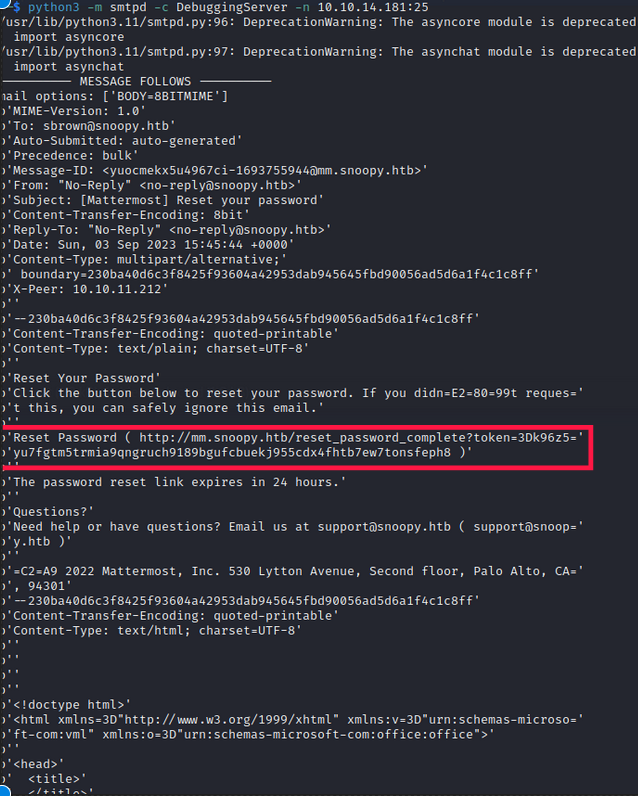 -$ python3 -m smtpd -c DebuggingServer -n 10.10.14.181:25
/usr/lib/python3.11/smtpd.py:96: DeprecationWarning: The asyncore module is deprecated
import asyncore
/usr/lib/python3.11/smtpd.py:97: DeprecationWarning: The asynchat module is deprecated
import asynchat
---------- MESSAGE FOLLOWS ----------
mail options: ['BODY=8BITMIME']
b'MIME-Version: 1.0'
b'To: sbrown@snoopy.htb'
b'Auto-Submitted: auto-generated'
b'Precedence: bulk'
b'Message-ID: <yuocmekx5u4967ci-1693755944@mm.snoopy.htb>'
b'From: "No-Reply" <no-reply@snoopy.htb>'
b'Subject: [Mattermost] Reset your password'
b'Content-Transfer-Encoding: 8bit'
b'Reply-To: "No-Reply" <no-reply@snoopy.htb>'
b'Date: Sun, 03 Sep 2023 15:45:44 +0000'
b'Content-Type: multipart/alternative;'
b' boundary=230ba40d6c3f8425f93604a42953dab945645fbd90056ad5d6a1f4c1c8ff'
b'X-Peer: 10.10.11.212'
b''
b'--230ba40d6c3f8425f93604a42953dab945645fbd90056ad5d6a1f4c1c8ff'
b'Content-Transfer-Encoding: quoted-printable'
b'Content-Type: text/plain; charset=UTF-8'
b''
b'Reset Your Password'
b'Click the button below to reset your password. If you didn=E2=80=99t reques='
b't this, you can safely ignore this email.'
b''
b'Reset Password ( http://mm.snoopy.htb/reset_password_complete?token=3Dk96z5='
b'yu7fgtm5trmia9qngruch9189bgufcbuekj955cdx4fhtb7ew7tonsfeph8 )'
b''
b'The password reset link expires in 24 hours.'
b''
b'Questions?'
b'Need help or have questions? Email us at support@snoopy.htb ( support@snoop='
b'y.htb )'
b''
b'=C2=A9 2022 Mattermost, Inc. 530 Lytton Avenue, Second floor, Palo Alto, CA='
b', 94301'
b'--230ba40d6c3f8425f93604a42953dab945645fbd90056ad5d6a1f4c1c8ff'
b'Content-Transfer-Encoding: quoted-printable'
b'Content-Type: text/html; charset=UTF-8'
b''
b''
b''
b''
b'<!doctype html>'
b'<html xmlns=3D"http://www.w3.org/1999/xhtml" xmlns:v=3D"urn:schemas-microso='
b'ft-com:vml" xmlns:o=3D"urn:schemas-microsoft-com:office:office">'
b''
b'<head>'
b'  <title>'
b'  </title>'